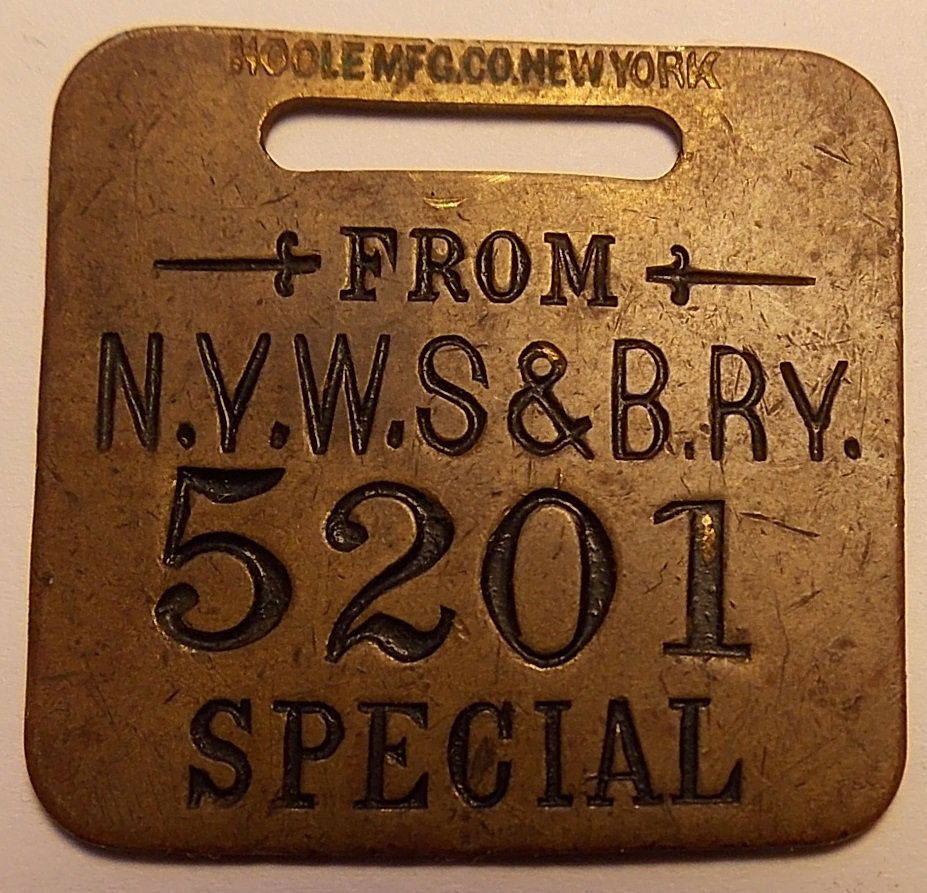 HOOLE MFG.CO.NEW YORK
FROM
N.Y.W.S&B.RY.
5201
SPECIAL